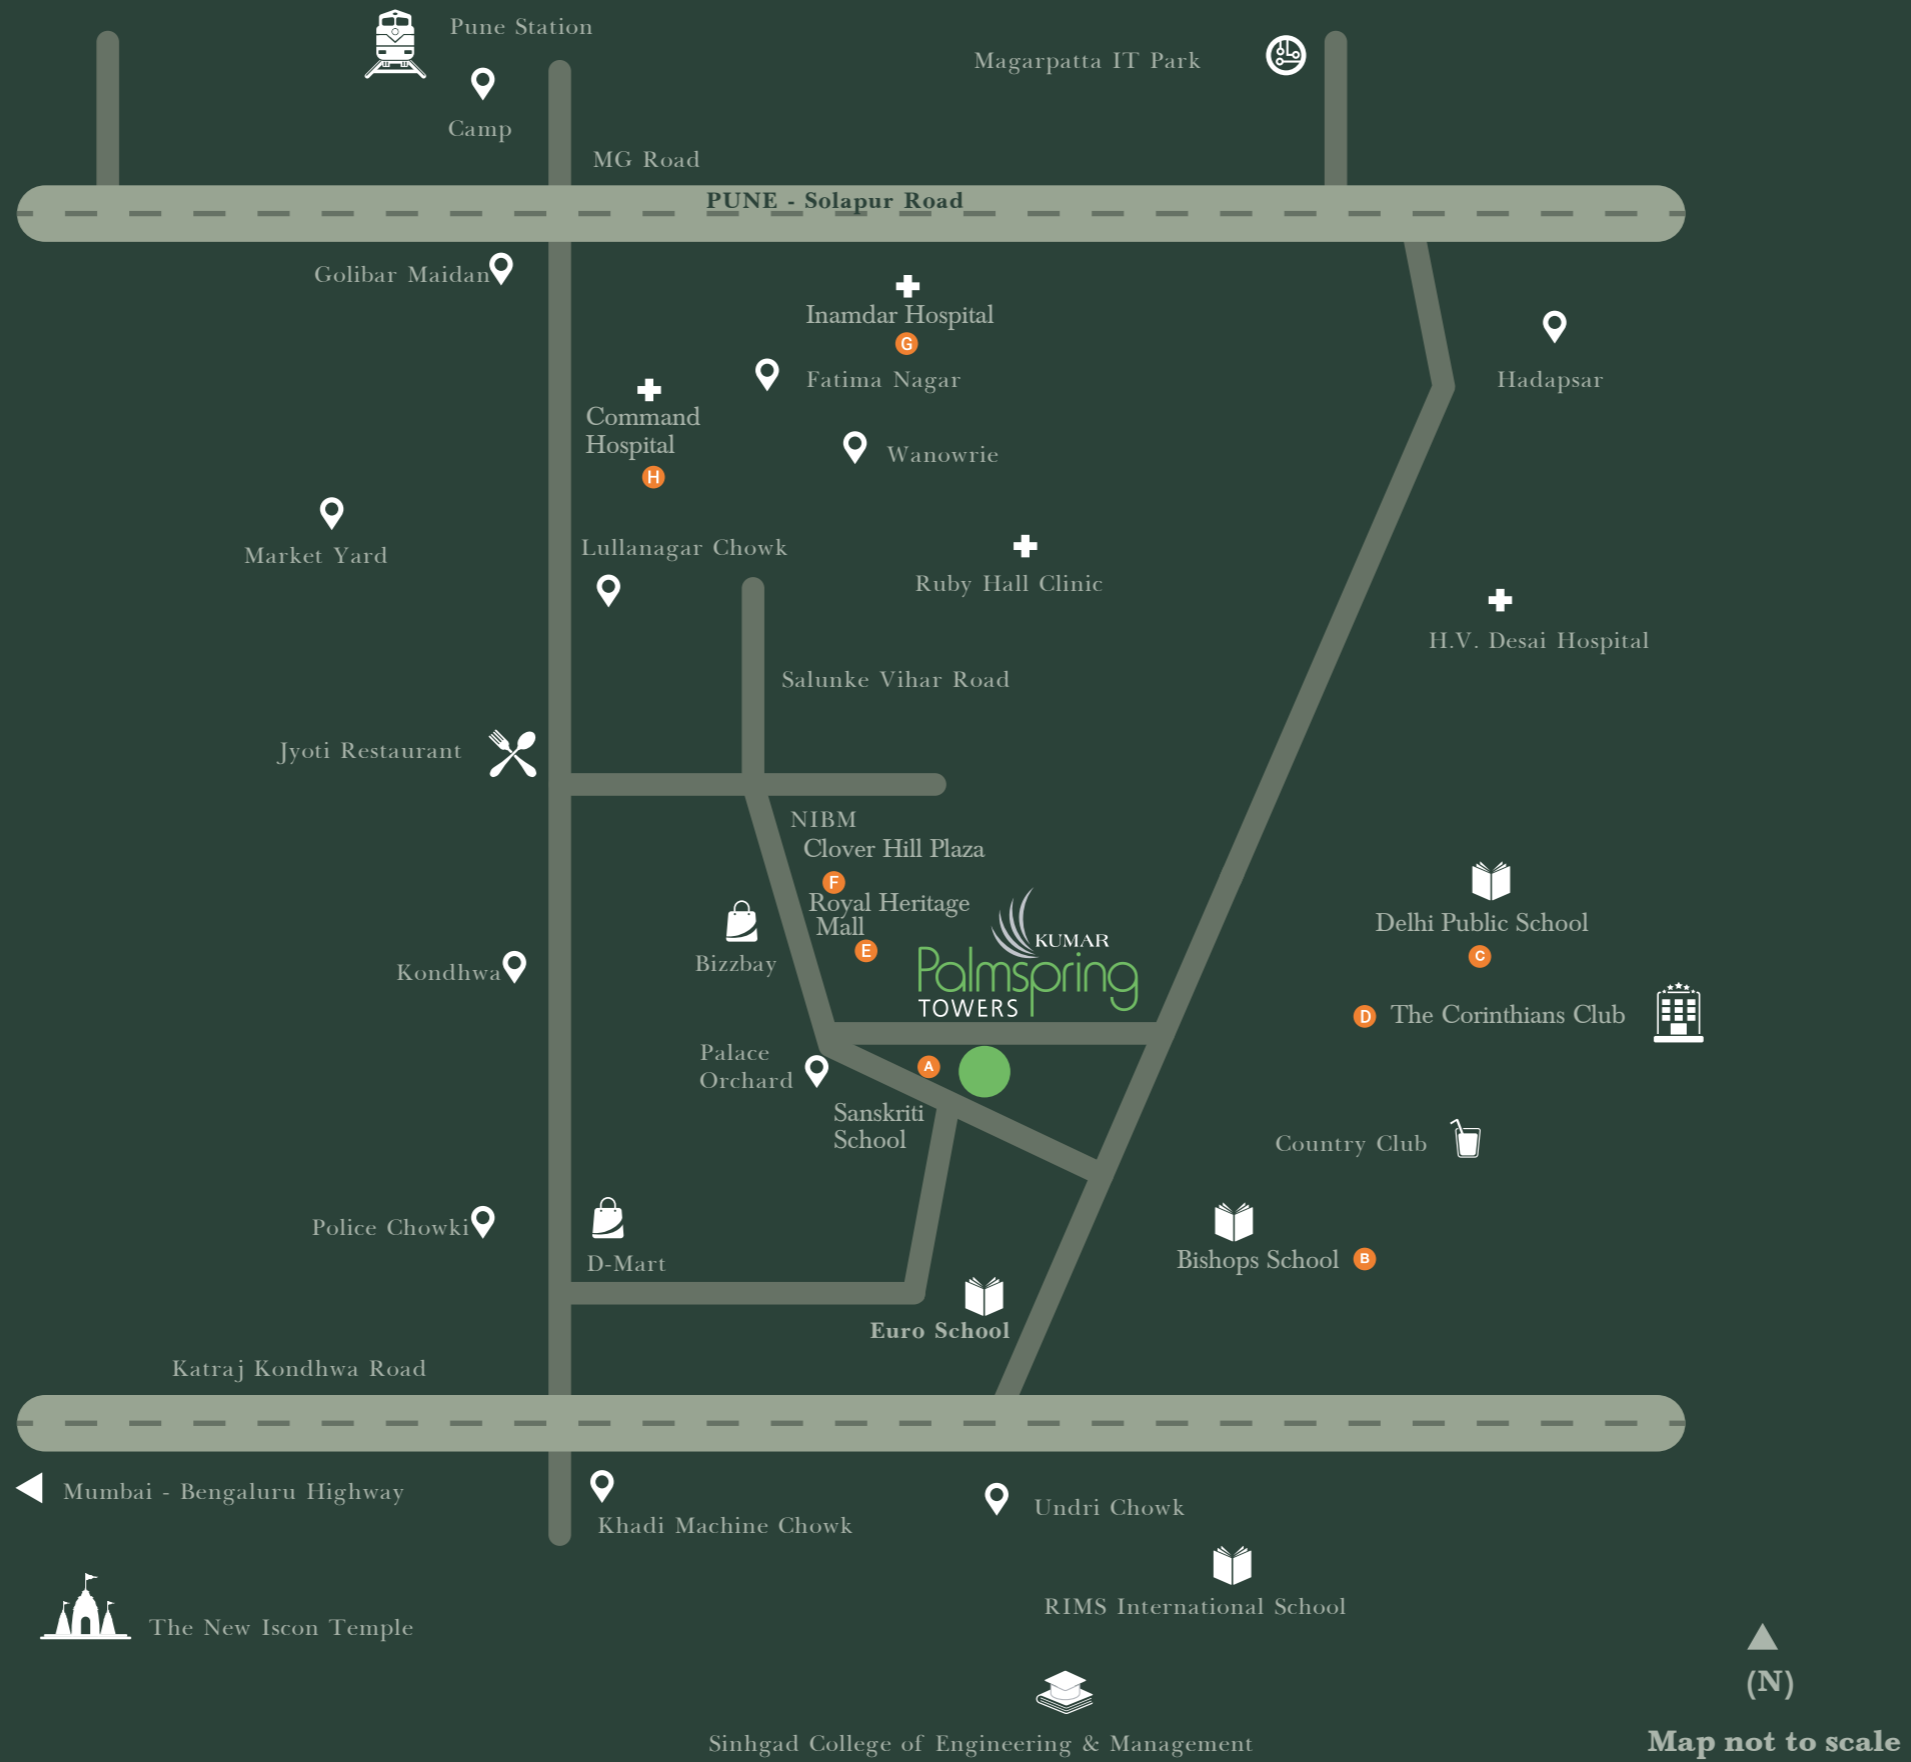 Pune Station
Magarpatta IT Park
Camp
MG Road
PUNE - Solapur Road
Golibar Maidan
Inamdar Hospital
G
Fatima Nagar
Hadapsar
Command
Hospital
H
Wanowrie
Market Yard
Lullanagar Chowk
Ruby Hall Clinic
H.V. Desai Hospital
Salunke Vihar Road
Jyoti Restaurant
NIBM
Clover Hill Plaza
F
Royal Heritage
Mall
E
KUMAR
Palmspring
TOWERS
Bizzbay
Kondhwa
Delhi Public School
C
D The Corinthians Club
Palace
Orchard
A
Sanskriti
School
Country Club
Police Chowki
D-Mart
Bishops School B
Euro School
Katraj Kondhwa Road
Mumbai - Bengaluru Highway
Khadi Machine Chowk
Undri Chowk
RIMS International School
The New Iscon Temple
(N)
Sinhgad College of Engineering & Management
Map not to scale